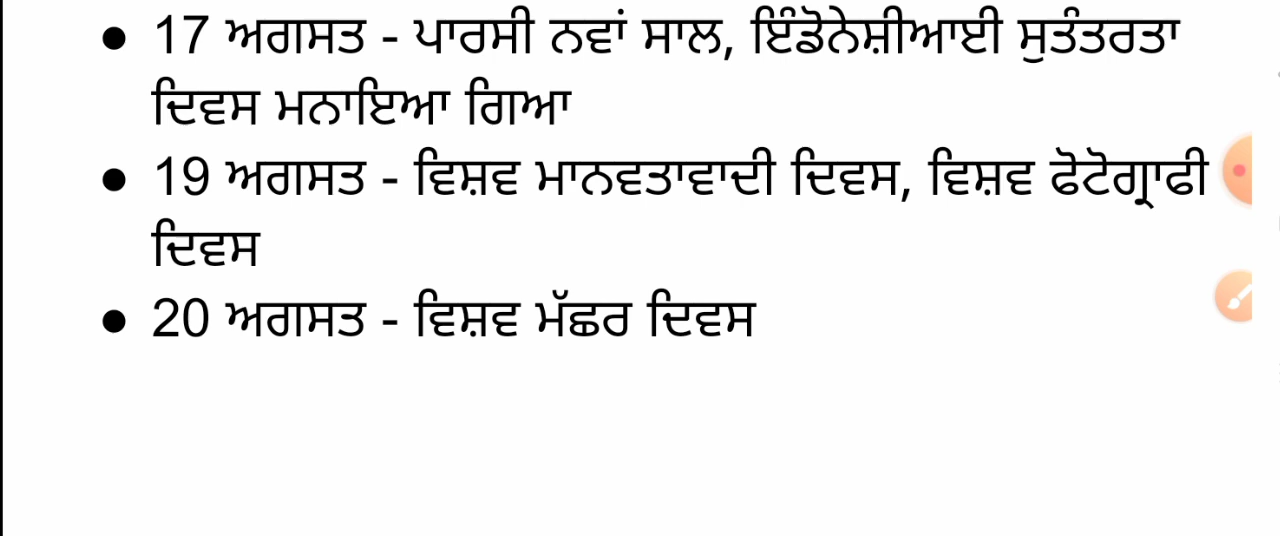 ● 17 ਅਗਸਤ - ਪਾਰਸੀ ਨਵਾਂ ਸਾਲ, ਇੰਡੋਨੇਸ਼ੀਆਈ ਸੁਤੰਤਰਤਾ
ਦਿਵਸ ਮਨਾਇਆ ਗਿਆ
● 19 ਅਗਸਤ - ਵਿਸ਼ਵ ਮਾਨਵਤਾਵਾਦੀ ਦਿਵਸ, ਵਿਸ਼ਵ ਫੋਟੋਗ੍ਰਾਫੀ
ਦਿਵਸ
● 20 ਅਗਸਤ - ਵਿਸ਼ਵ ਮੱਛਰ ਦਿਵਸ